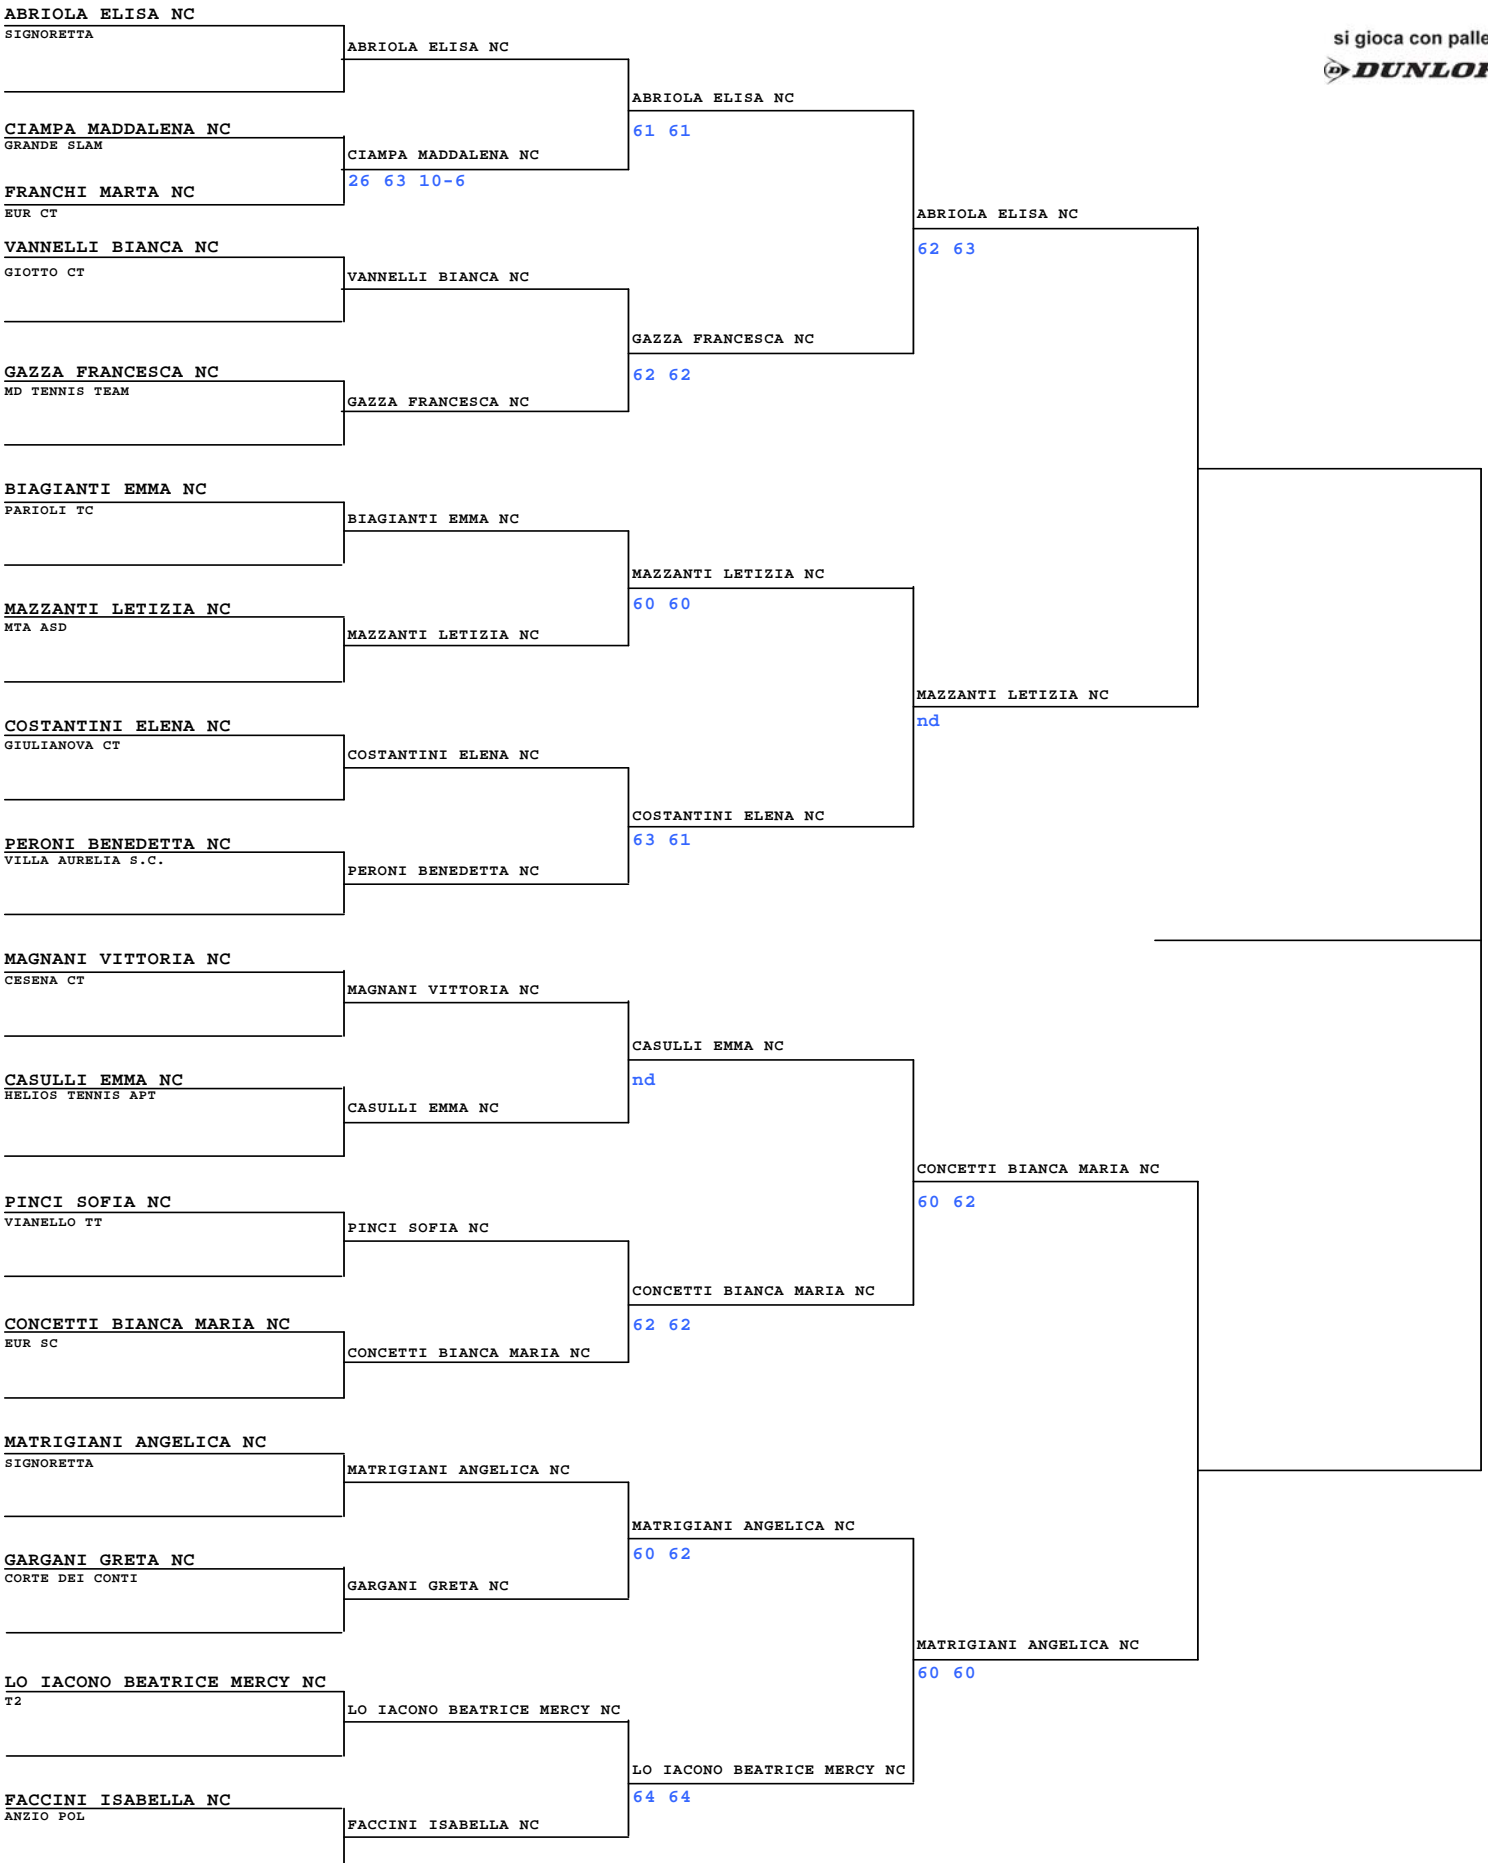 ABRIOLA ELISA NC
SIGNORETTA
CIAMPA MADDALENA NC
GRANDE SLAM
FRANCHI MARTA NC
EUR CT
VANNELLI BIANCA NC
GIOTTO CT
GAZZA FRANCESCA NC
MD TENNIS TEAM
BIAGIANTI EMMA NC
PARIOLI TC
MAZZANTI LETIZIA NC
MTA ASD
COSTANTINI ELENA NC
GIULIANOVA CT
PERONI BENEDETTA NC
VILLA AURELIA S.C.
MAGNANI VITTORIA NC
CESENA CT
CASULLI EMMA NC
HELIOS TENNIS APT
PINCI SOFIA NC
VIANELLO TT
CONCETTI BIANCA MARIA NC
EUR SC
MATRIGIANI ANGELICA NC
SIGNORETTA
GARGANI GRETA NC
CORTE DEI CONTI
LO IACONO BEATRICE MERCY NC
T2
FACCINI ISABELLA NC
ANZIO POL
ABRIOLA ELISA NC
CIAMPA MADDALENA NC
26 63 10-6
VANNELLI BIANCA NC
GAZZA FRANCESCA NC
BIAGIANTI EMMA NC
MAZZANTI LETIZIA NC
COSTANTINI ELENA NC
PERONI BENEDETTA NC
MAGNANI VITTORIA NC
CASULLI EMMA NC
PINCI SOFIA NC
CONCETTI BIANCA MARIA NC
MATRIGIANI ANGELICA NC
GARGANI GRETA NC
LO IACONO BEATRICE MERCY NC
FACCINI ISABELLA NC
ABRIOLA ELISA NC
61 61
GAZZA FRANCESCA NC
62 62
MAZZANTI LETIZIA NC
60 60
COSTANTINI ELENA NC
63 61
CASULLI EMMA NC
nd
CONCETTI BIANCA MARIA NC
62 62
MATRIGIANI ANGELICA NC
60 62
LO IACONO BEATRICE MERCY NC
64 64
ABRIOLA ELISA NC
62 63
MAZZANTI LETIZIA NC
nd
CONCETTI BIANCA MARIA NC
60 62
MATRIGIANI ANGELICA NC
60 60
si gioca con palle
DUNLOP